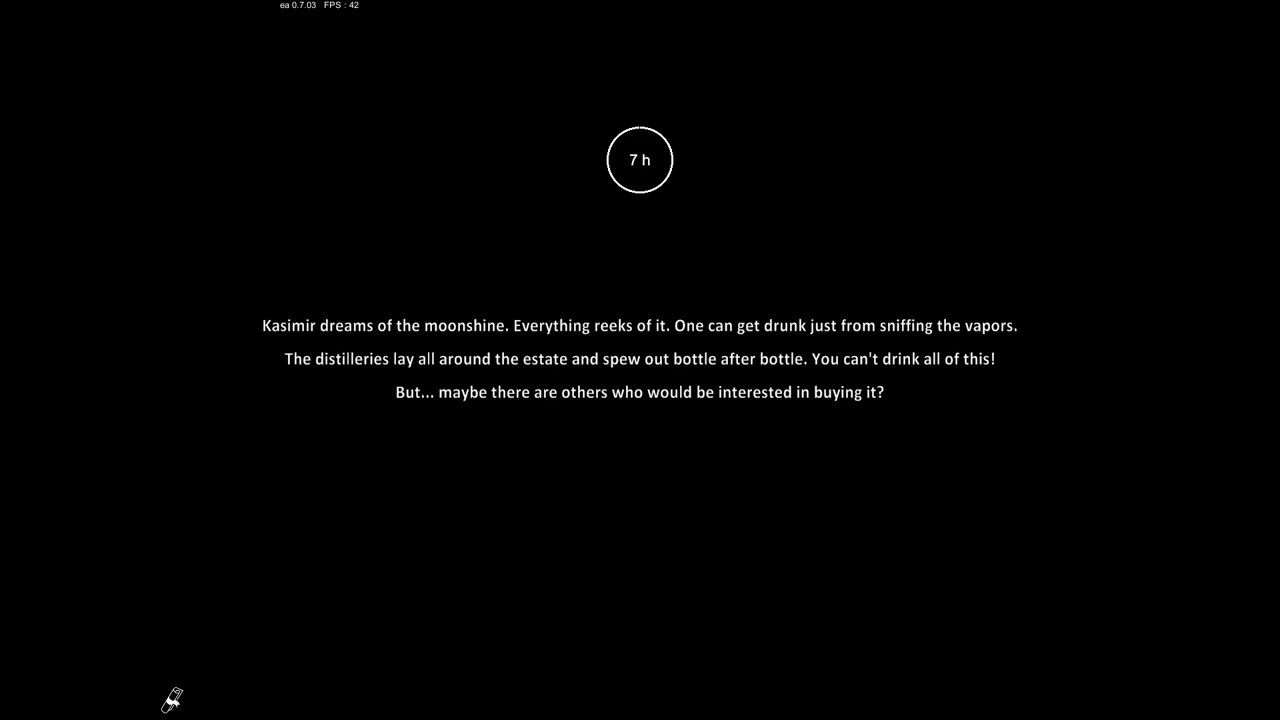 ea 0.7.03 FPS : 42
7 h
Kasimir dreams of the moonshine. Everything reeks of it. One can get drunk just from sniffing the vapors.
The distilleries lay all around the estate and spew out bottle after bottle. You can't drink all of this!
But... maybe there are others who would be interested in buying it?